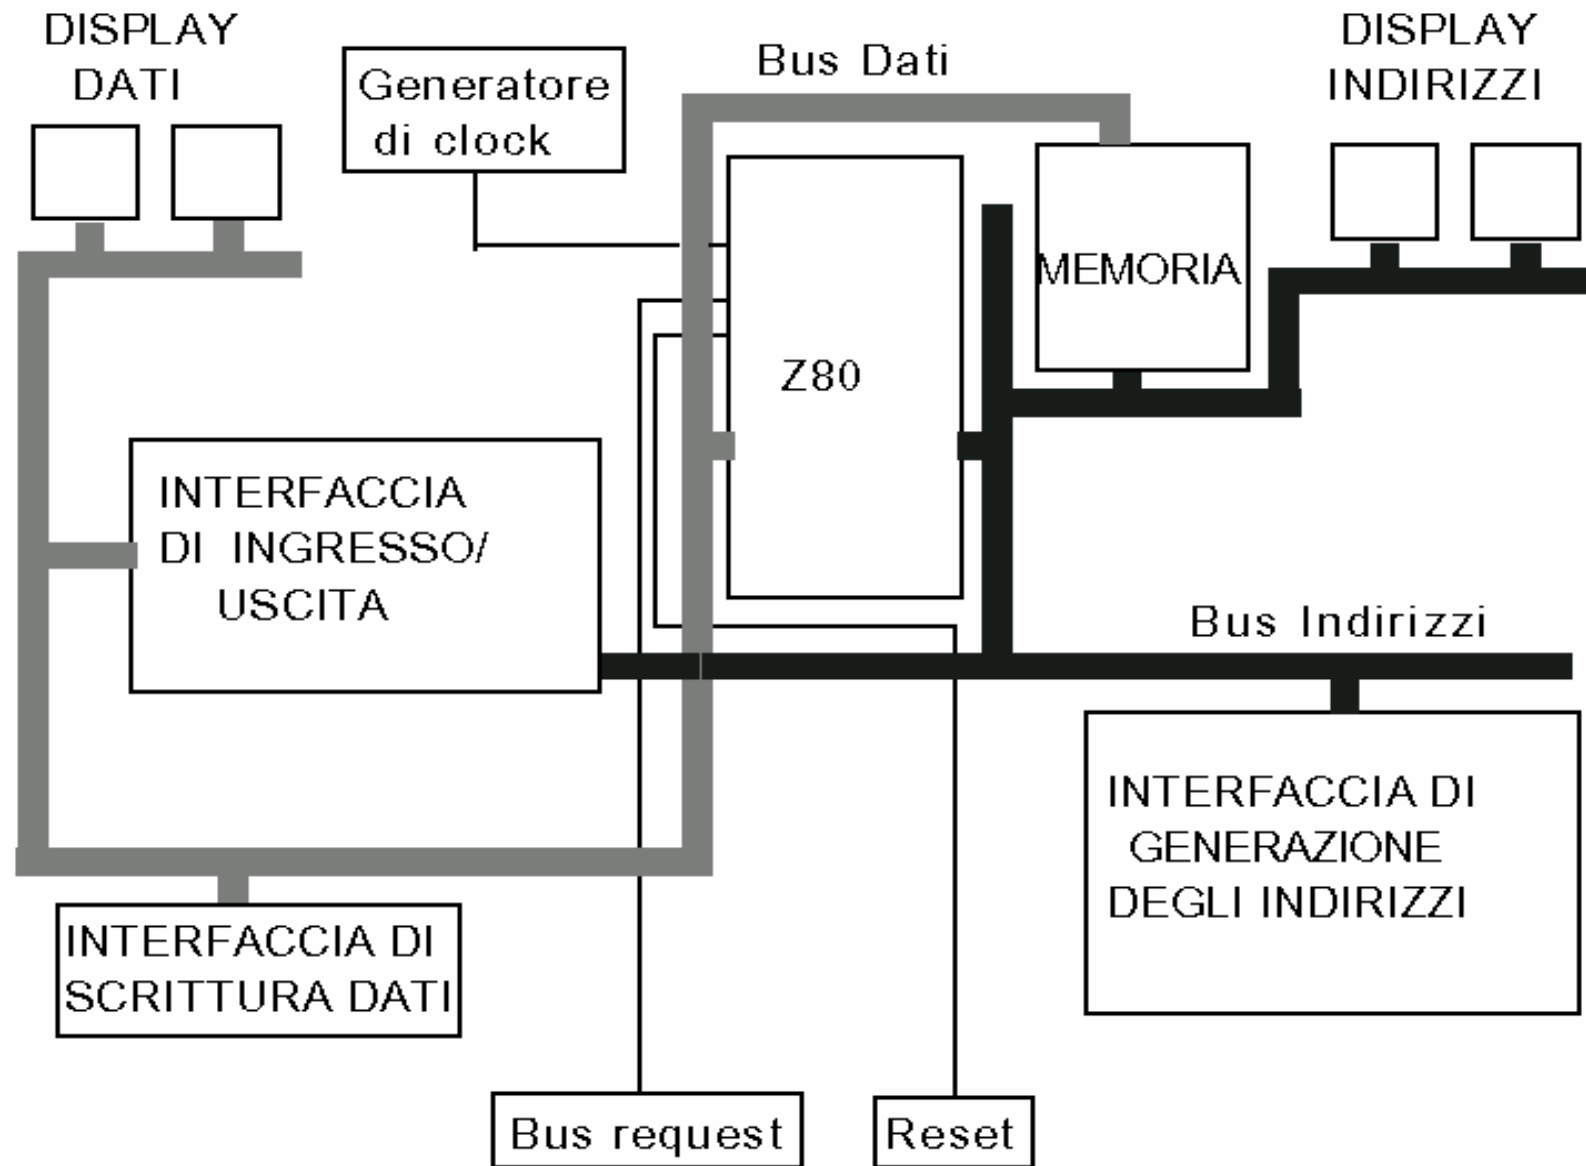 DISPLAY
DATI
Generatore
di clock
Bus Dati
DISPLAY
INDIRIZZI
MEMORIA
Z80
INTERFACCIA
DI INGRESSO/
USCITA
Bus Indirizzi
INTERFACCIA DI
GENERAZIONE
DEGLI INDIRIZZI
INTERFACCIA DI
SCRITTURA DATI
Bus request
Reset